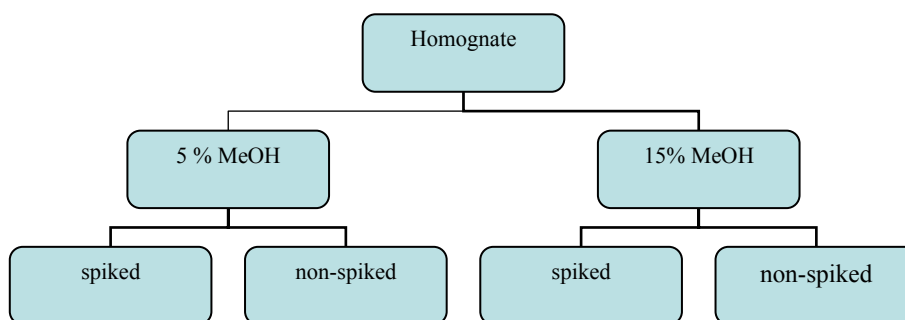 Homognate
5 % MeOH
15% MeOH
spiked
non-spiked
spiked
non-spiked